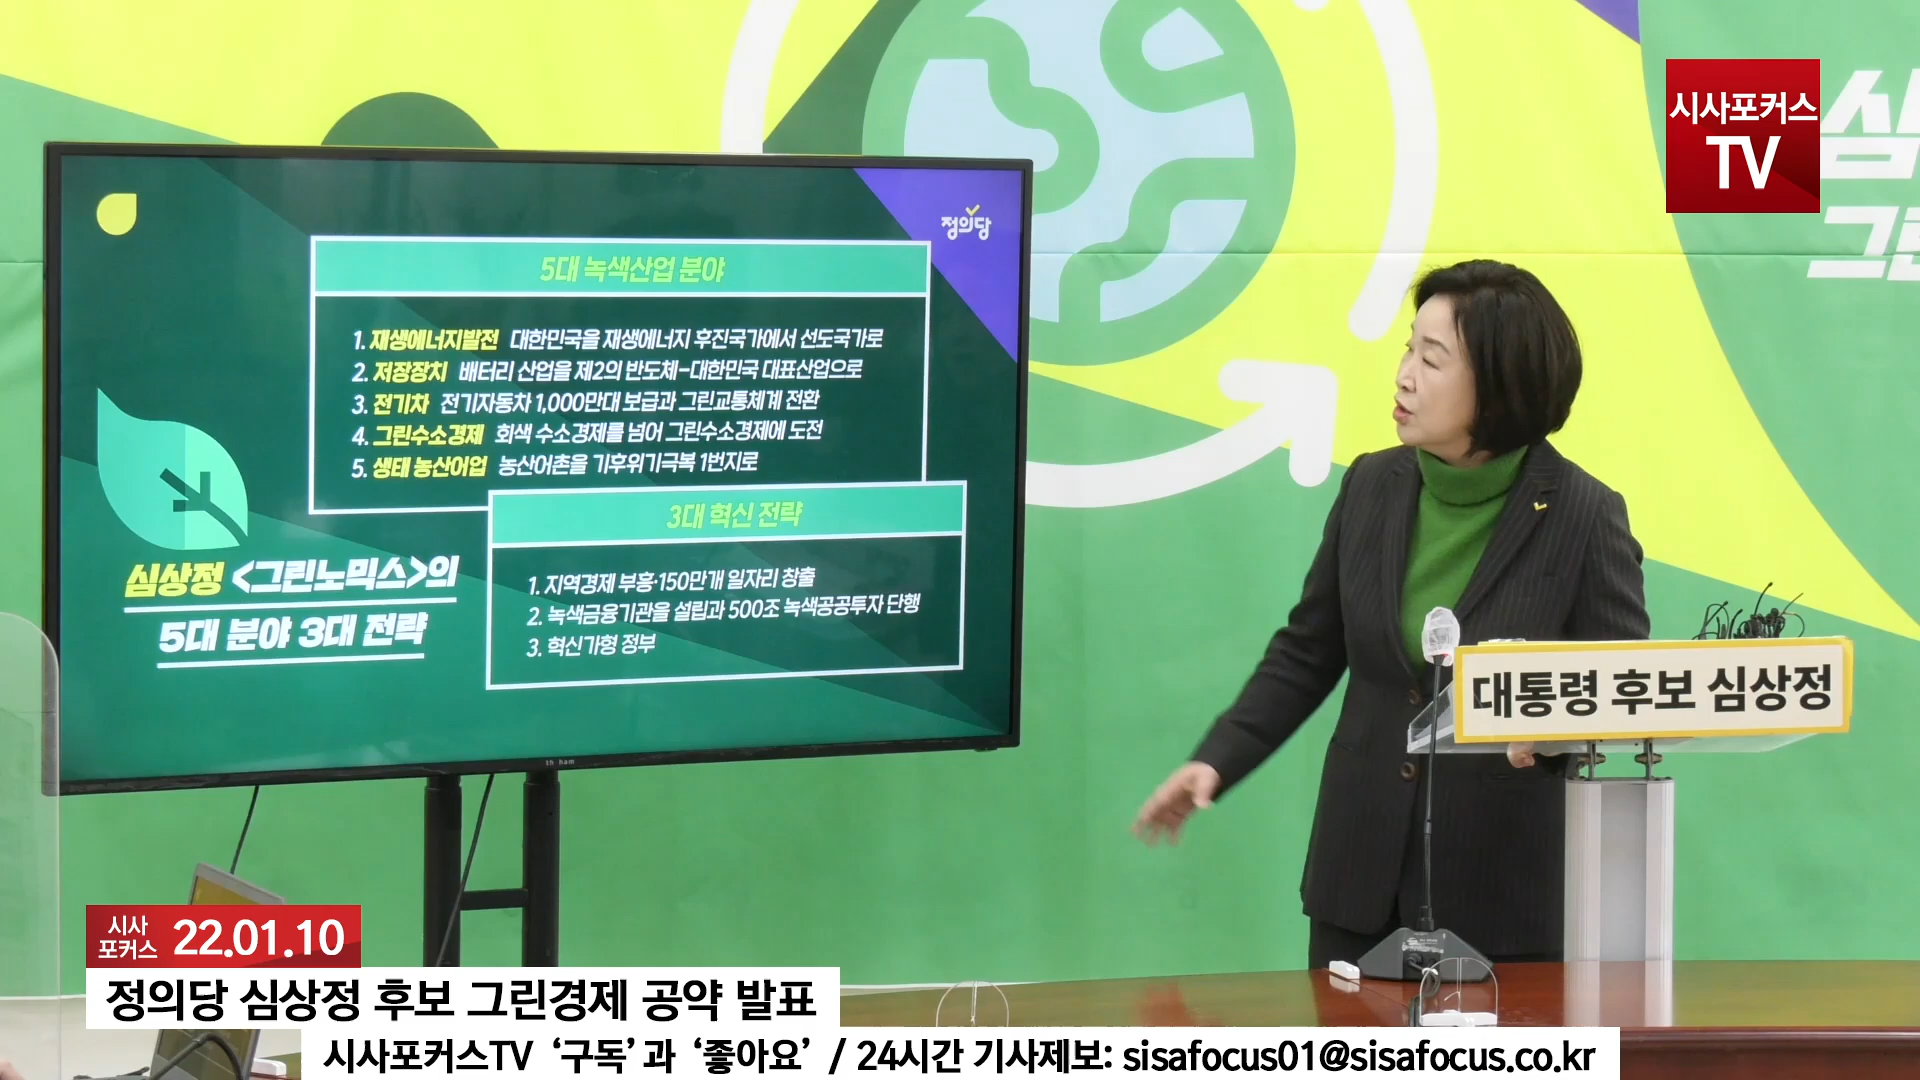 시사포커스
TV
심
그린
정의당
5대 녹색산업 분야
1. 재생에너지발전 대한민국을 재생에너지 후진국가에서 선도국가로
2. 저장장치 배터리 산업을 제2의 반도체-대한민국 대표산업으로
3. 전기차 전기자동차 1,000만대 보급과 그린교통체계 전환
4. 그린수소경제 회색 수소경제를 넘어 그린수소경제에 도전
5. 생태 농산어업 농산어촌을 기후위기극복 1번지로
3대 혁신 전략
1. 지역경제 부흥·150만개 일자리 창출
2. 녹색금융기관을 설립과 500조 녹색공공투자 단행
3. 혁신가형 정부
심상정 <그린노믹스>의
5대 분야 3대 전략
대통령 후보 심상정
시사
포커스 22.01.10
정의당 심상정 후보 그린경제 공약 발표
시사포커스TV ‘구독’과 ‘좋아요’ / 24시간 기사제보: sisafocus01@sisafocus.co.kr